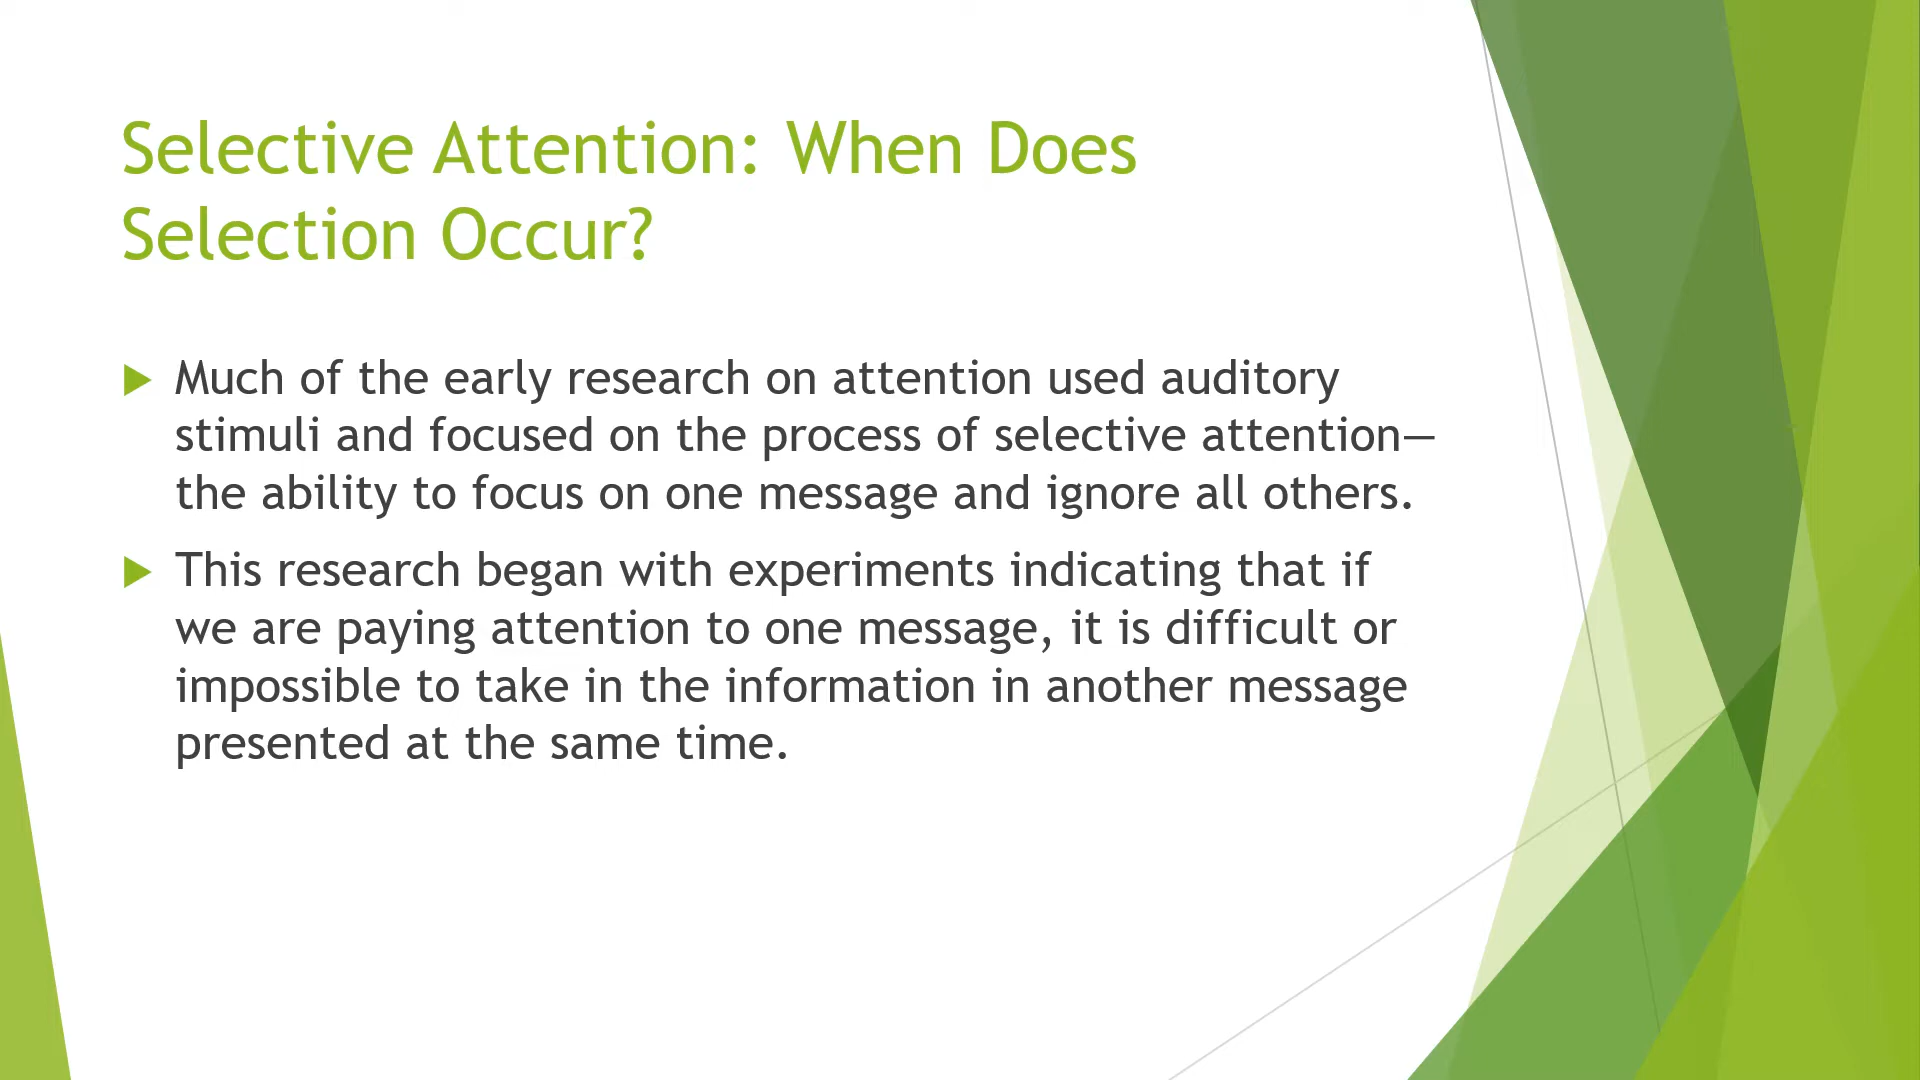 Selective Attention: When Does
Selection Occur?
Much of the early research on attention used auditory
stimuli and focused on the process of selective attention—
the ability to focus on one message and ignore all others.
This research began with experiments indicating that if
we are paying attention to one message, it is difficult or
impossible to take in the information in another message
presented at the same time.